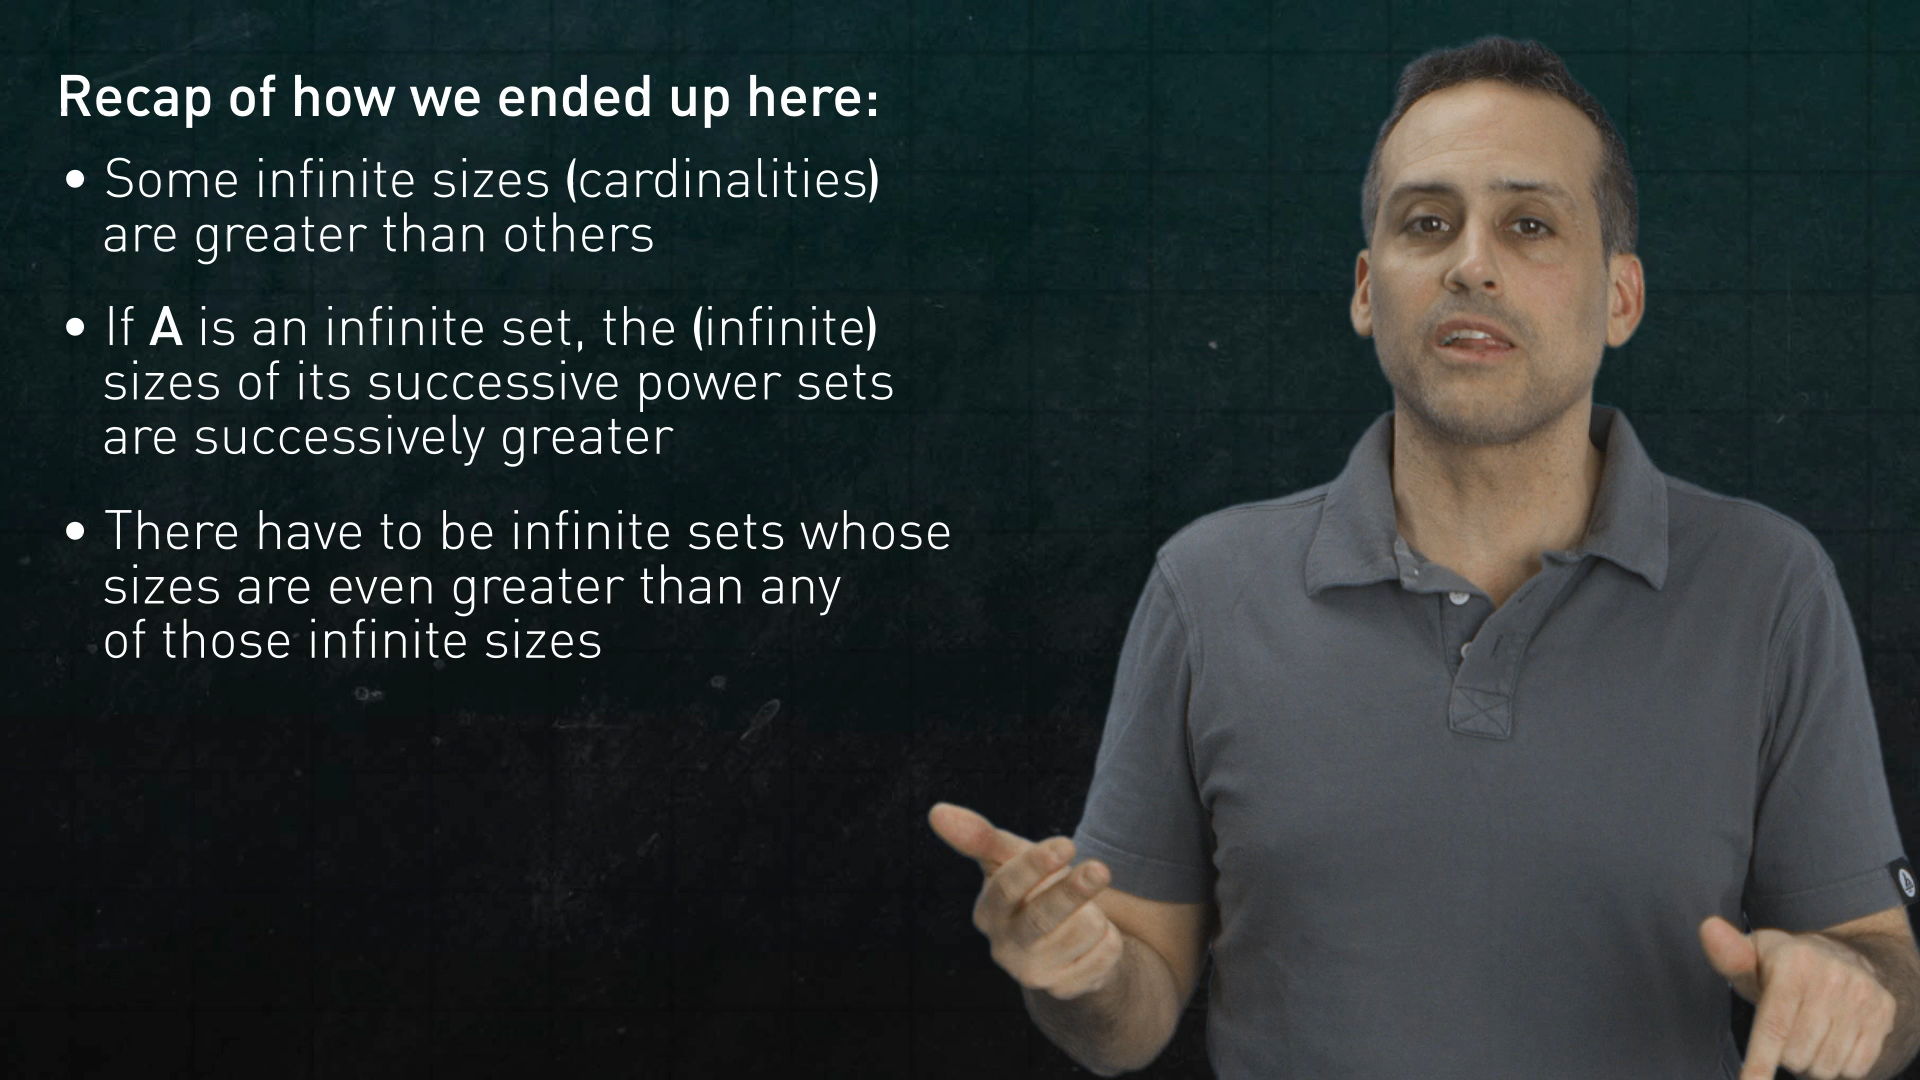 Recap of how we ended up here:
• Some infinite sizes (cardinalities)
are greater than others
• If A is an infinite set, the (infinite)
sizes of its successive power sets
are successively greater
• There have to be infinite sets whose
sizes are even greater than any
of those infinite sizes